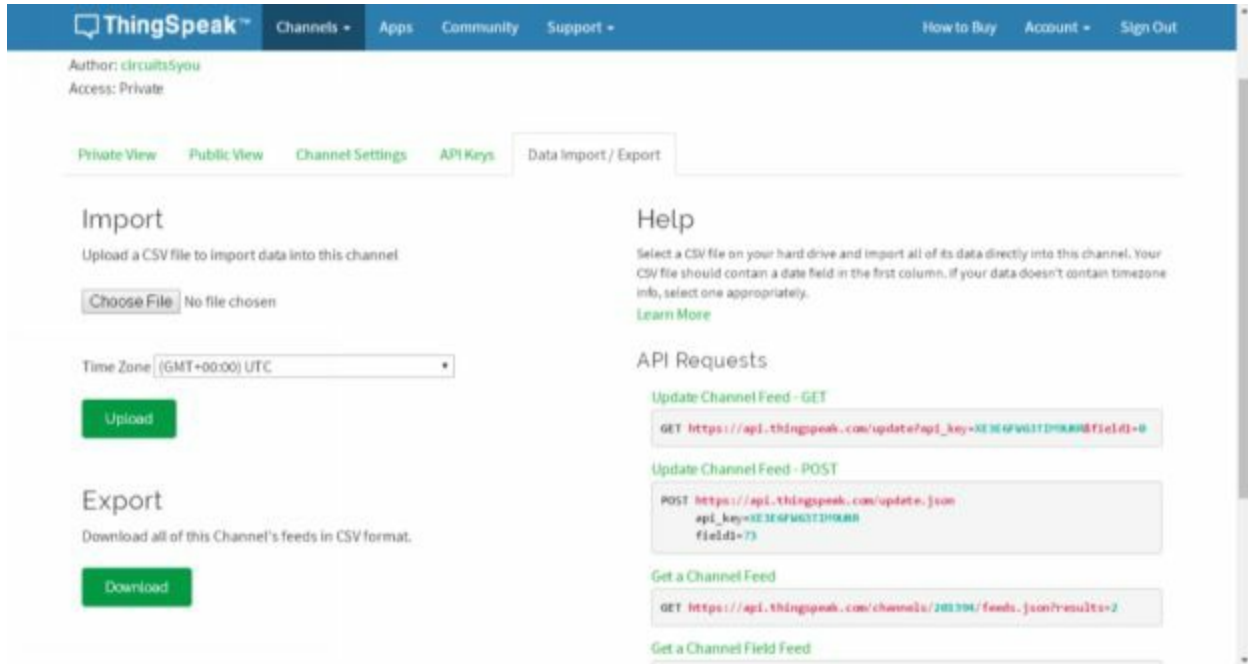 ThingSpeak™ Channels Apps Community Support How to Buy Account Sign Out
Author: circuits5you
Access: Private
Private View Public View Channel Settings API Keys Data Import / Export
Import
Upload a CSV file to import data into this channel
Choose File No file chosen
Time Zone (GMT+00:00) UTC
Upload
Export
Download all of this Channel's feeds in CSV format.
Download
Help
Select a CSV file on your hard drive and import all of its data directly into this channel. Your
CSV file should contain a date field in the first column. If your data doesn't contain timezone
info, select one appropriately.
Learn More
API Requests
Update Channel Feed - GET
GET https://api.thingspeak.com/update?api_key= &field1=0
Update Channel Feed - POST
POST https://api.thingspeak.com/update.json
api_key=
field1=73
Get a Channel Feed
GET https://api.thingspeak.com/channels/ /feeds.json?results=2
Get a Channel Field Feed